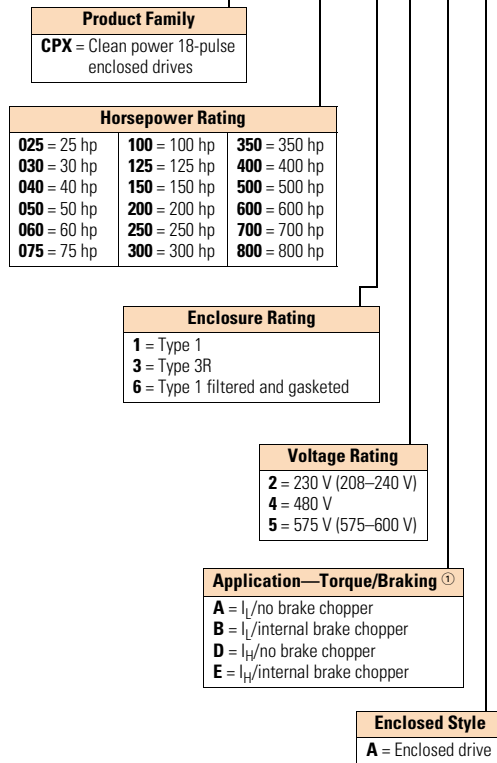 Product Family
CPX = Clean power 18-pulse
enclosed drives
Horsepower Rating
025 = 25 hp 100 = 100 hp 350 = 350 hp
030 = 30 hp 125 = 125 hp 400 = 400 hp
040 = 40 hp 150 = 150 hp 500 = 500 hp
050 = 50 hp 200 = 200 hp 600 = 600 hp
060 = 60 hp 250 = 250 hp 700 = 700 hp
075 = 75 hp 300 = 300 hp 800 = 800 hp
Enclosure Rating
1 = Type 1
3 = Type 3R
6 = Type 1 filtered and gasketed
Voltage Rating
2 = 230 V (208–240 V)
4 = 480 V
5 = 575 V (575–600 V)
Application—Torque/Braking ①
A = IL/no brake chopper
B = IL/internal brake chopper
D = IH/no brake chopper
E = IH/internal brake chopper
Enclosed Style
A = Enclosed drive